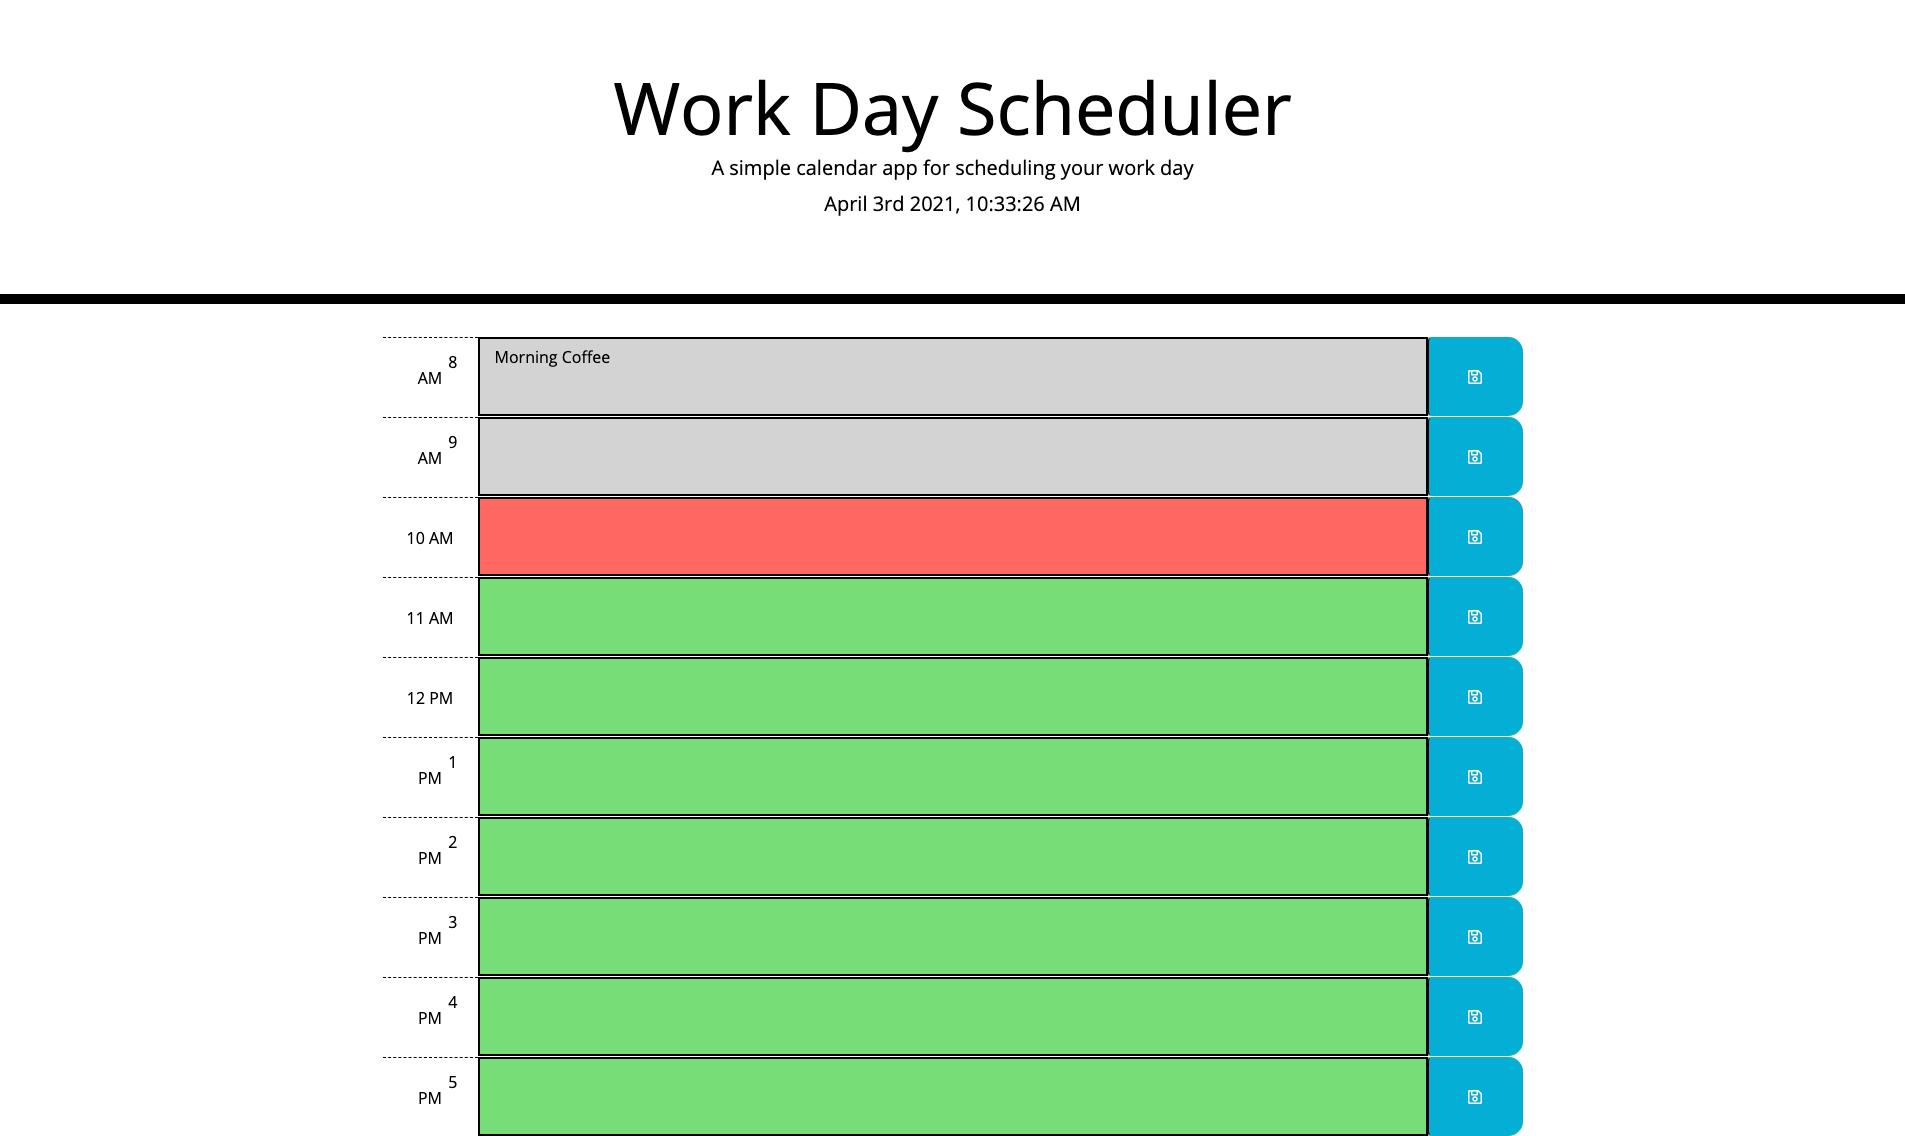 Work Day Scheduler
A simple calendar app for scheduling your work day
April 3rd 2021, 10:33:26 AM
8
AM
Morning Coffee
9
AM
10 AM
11 AM
12 PM
1
PM
2
PM
3
PM
4
PM
5
PM